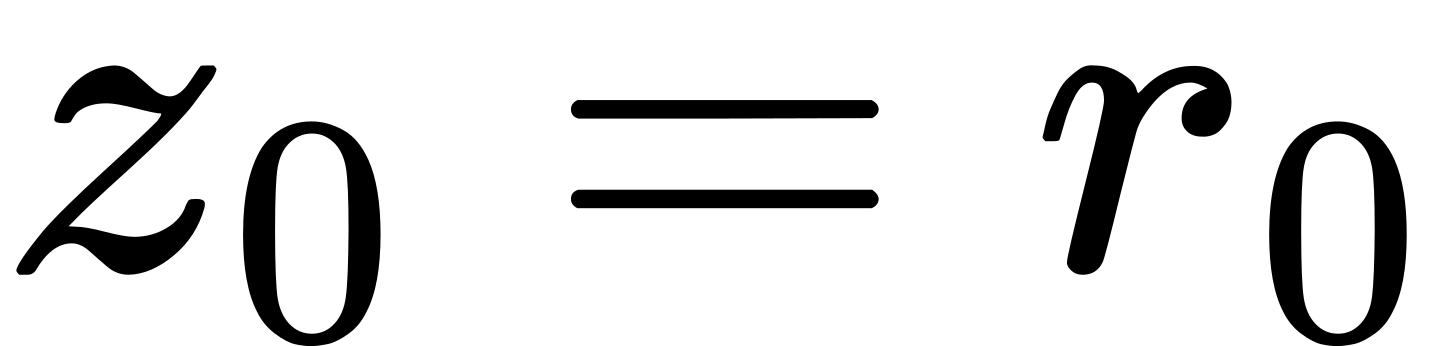 z₀ = r₀